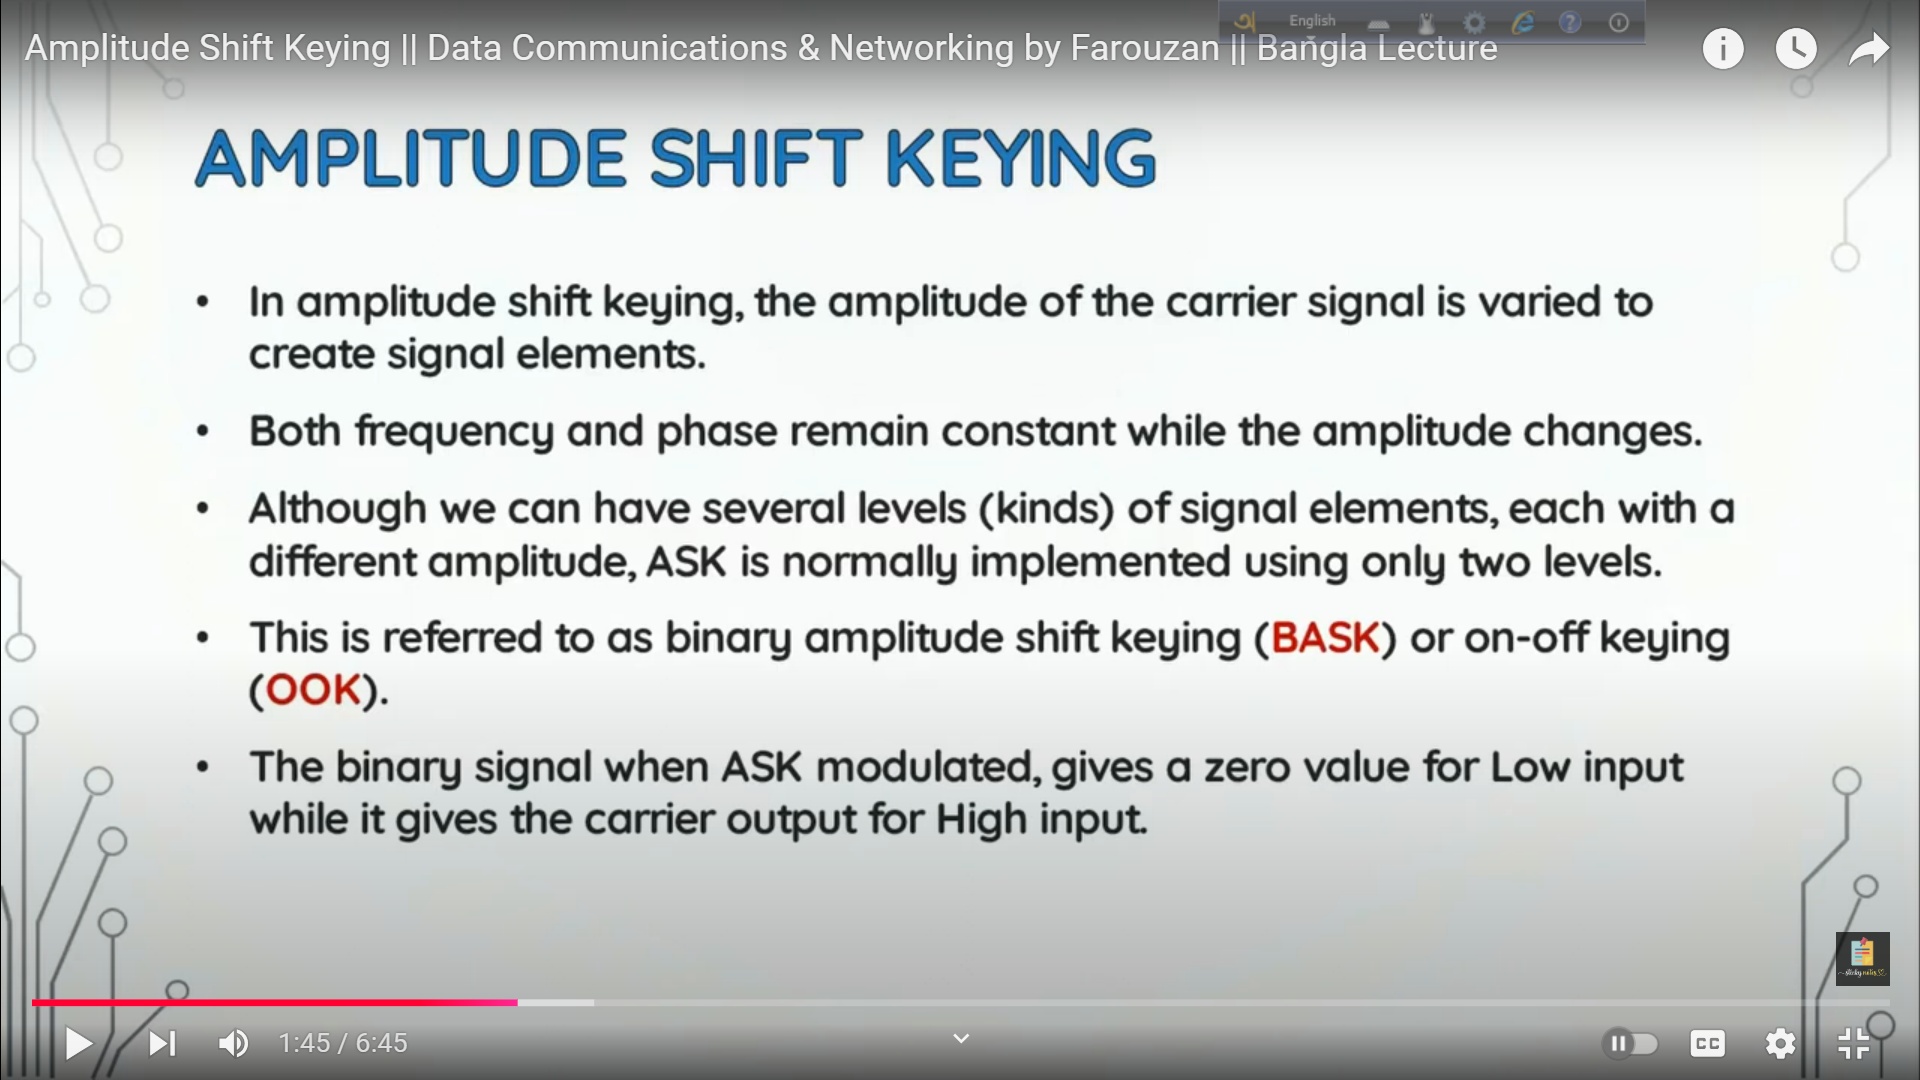 English
Amplitude Shift Keying || Data Communications & Networking by Farouzan || Bangla Lecture
AMPLITUDE SHIFT KEYING
• In amplitude shift keying, the amplitude of the carrier signal is varied to
create signal elements.
• Both frequency and phase remain constant while the amplitude changes.
• Although we can have several levels (kinds) of signal elements, each with a
different amplitude, ASK is normally implemented using only two levels.
• This is referred to as binary amplitude shift keying (BASK) or on-off keying
(OOK).
• The binary signal when ASK modulated, gives a zero value for Low input
while it gives the carrier output for High input.
sticky notes
1:45 / 6:45
CC